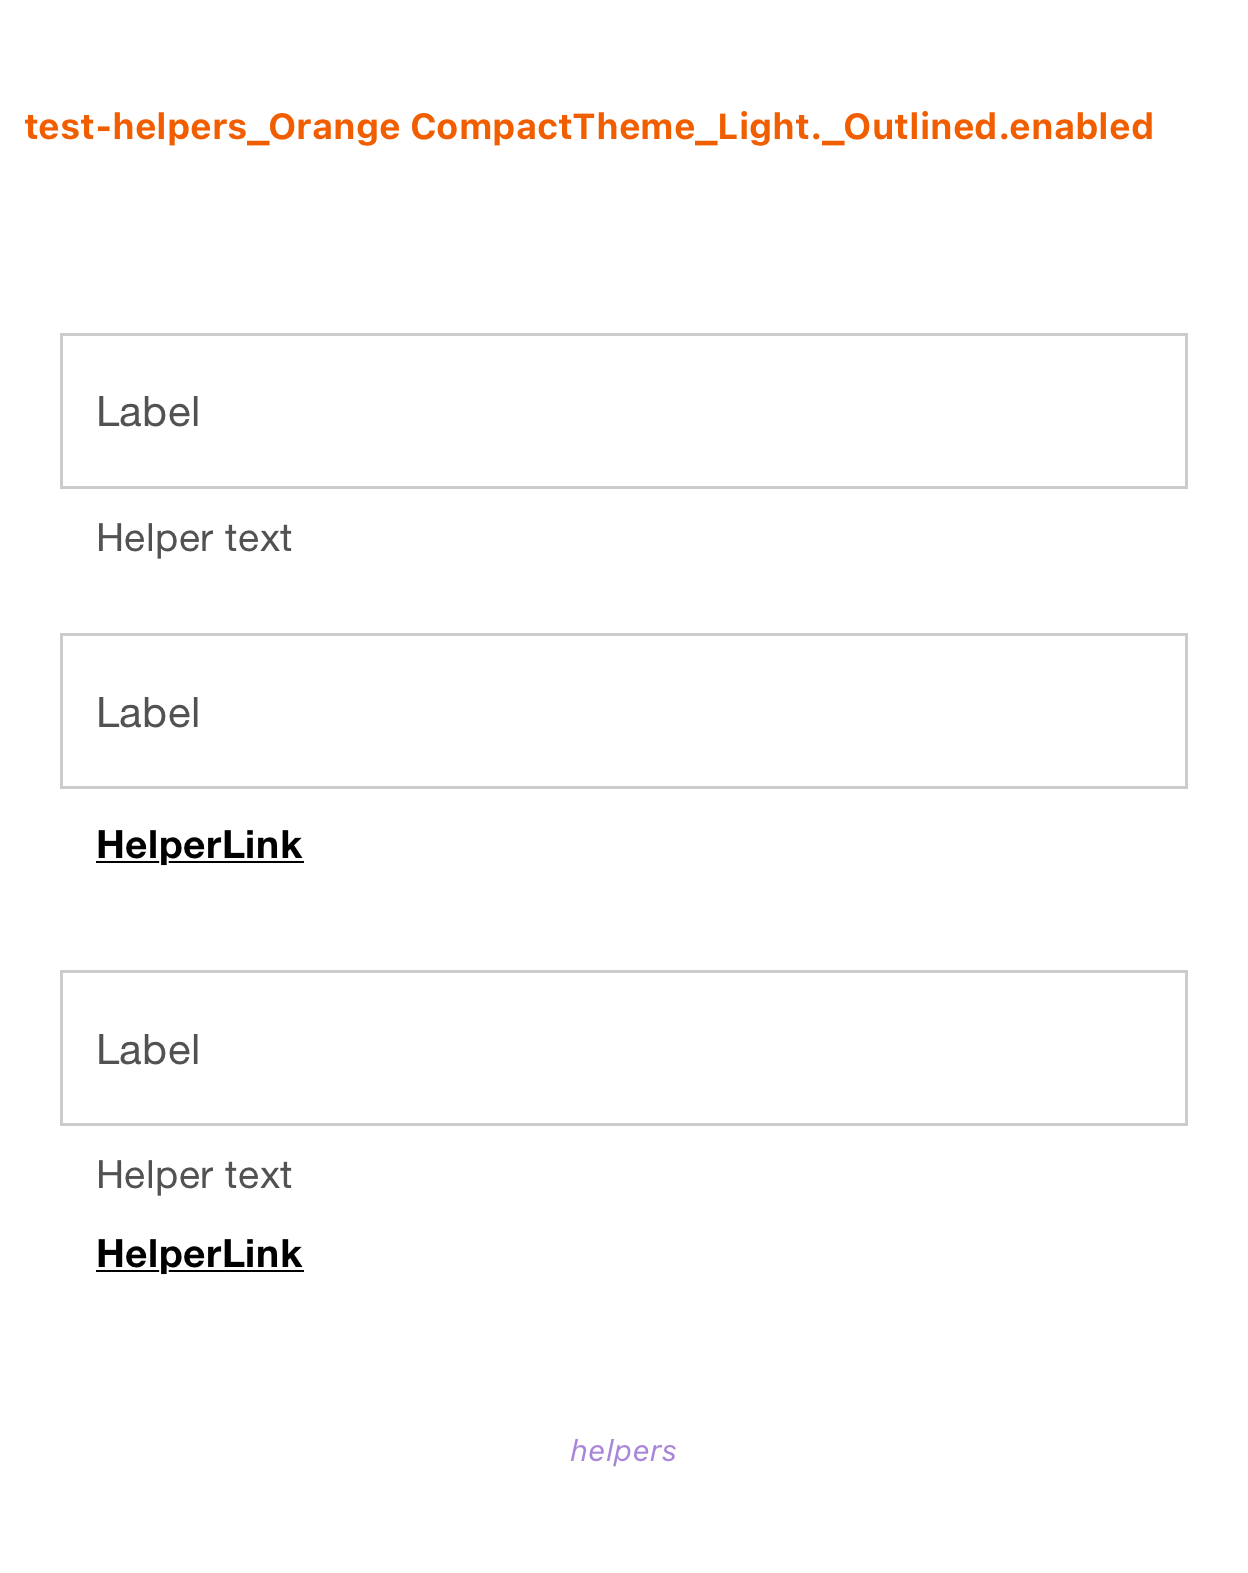 test-helpers_Orange CompactTheme_Light._Outlined.enabled
Label
Helper text
Label
HelperLink
Label
Helper text
HelperLink
helpers